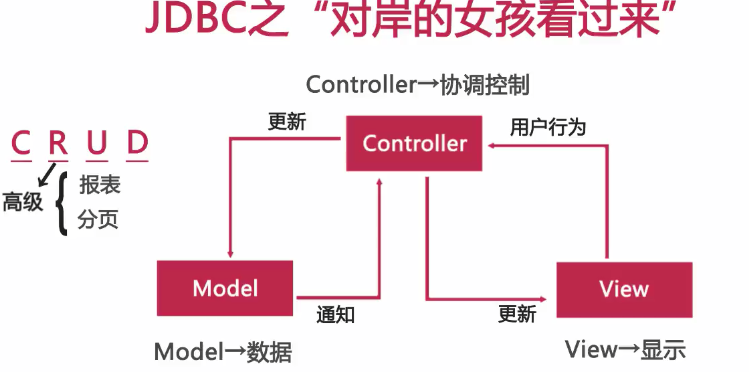 JDBC之“对岸的女孩看过来”
Controller→协调控制
更新
Controller
用户行为
C R U D
高级
报表
分页
Model
View
通知
更新
Model→数据
View→显示